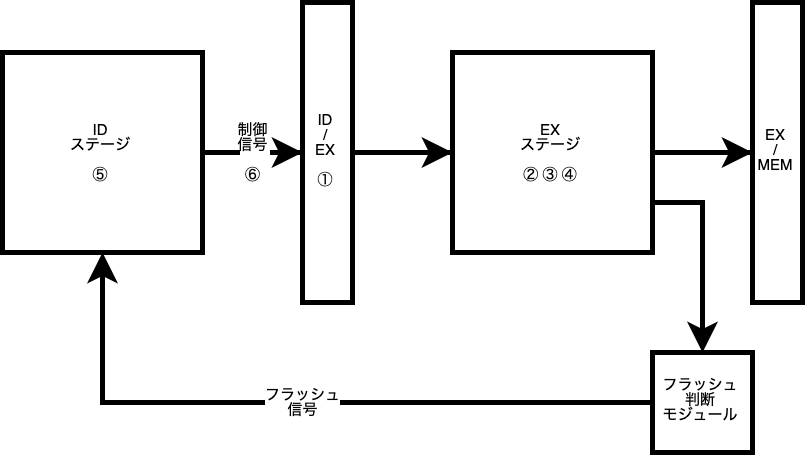 ID
ステージ
⑤
制御
信号
⑥
ID
/
EX
①
EX
ステージ
② ③ ④
EX
/
MEM
フラッシュ
信号
フラッシュ
判断
モジュール